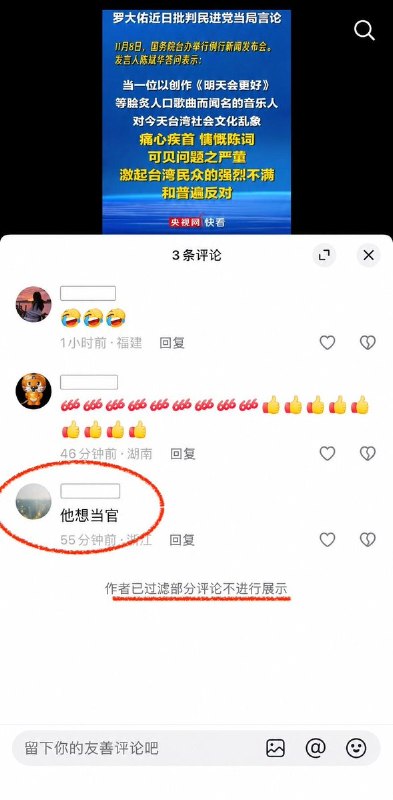 罗大佑近日批判民进党当局言论
11月8日,国务院台办举行例行新闻发布会。
发言人陈斌华答问表示:
当一位以创作《明天会更好》
等脍炙人口歌曲而闻名的音乐人
对今天台湾社会文化乱象
痛心疾首 慷慨陈词
可见问题之严重
激起台湾民众的强烈不满
和普遍反对
央视网 快看
3条评论
1小时前·福建 回复
46分钟前·湖南 回复
他想当官
55分钟前·浙江 回复
作者已过滤部分评论不进行展示
留下你的友善评论吧